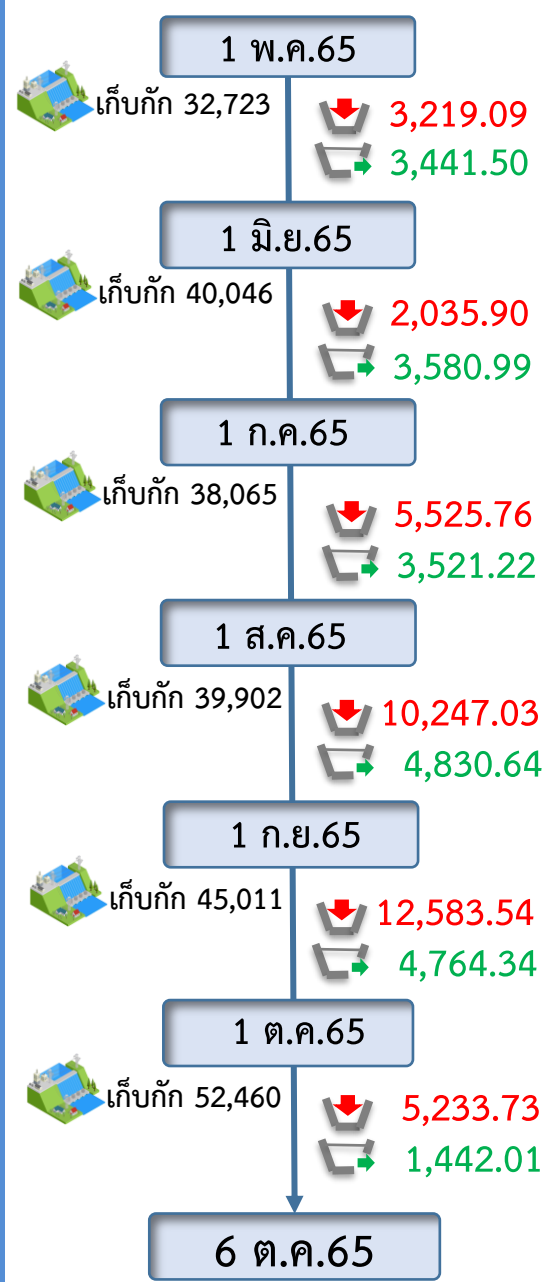 1 พ.ค.65
เก็บกัก 32,723
3,219.09
3,441.50
1 มิ.ย.65
เก็บกัก 40,046
2,035.90
3,580.99
1 ก.ค.65
เก็บกัก 38,065
5,525.76
3,521.22
1 ส.ค.65
เก็บกัก 39,902
10,247.03
4,830.64
1 ก.ย.65
เก็บกัก 45,011
12,583.54
4,764.34
1 ต.ค.65
เก็บกัก 52,460
5,233.73
1,442.01
6 ต.ค.65